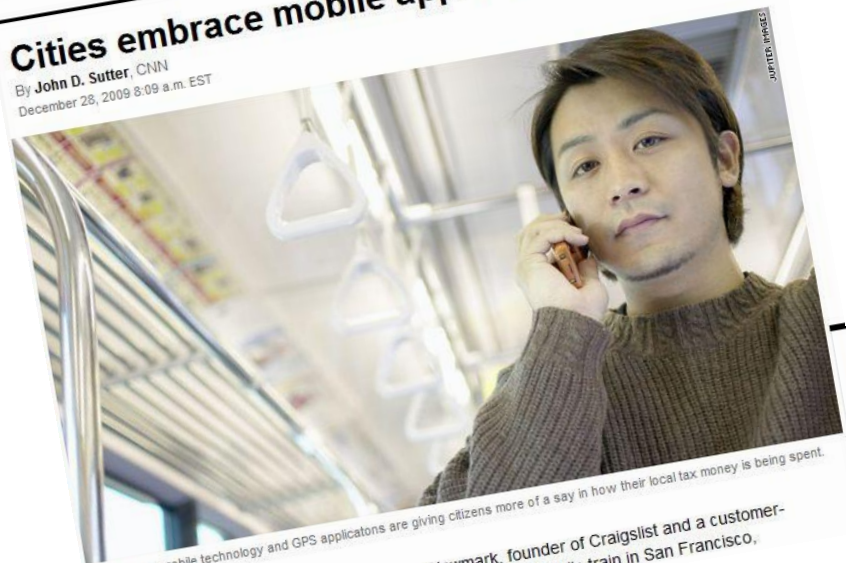 Cities embrace mobile
By John D. Sutter, CNN
December 28, 2009 8:09 a.m. EST
JUPITER IMAGES
technology and GPS applicatons are giving citizens more of a say in how their local tax money is being spent.
founder of Craigslist and a customer-
train in San Francisco,